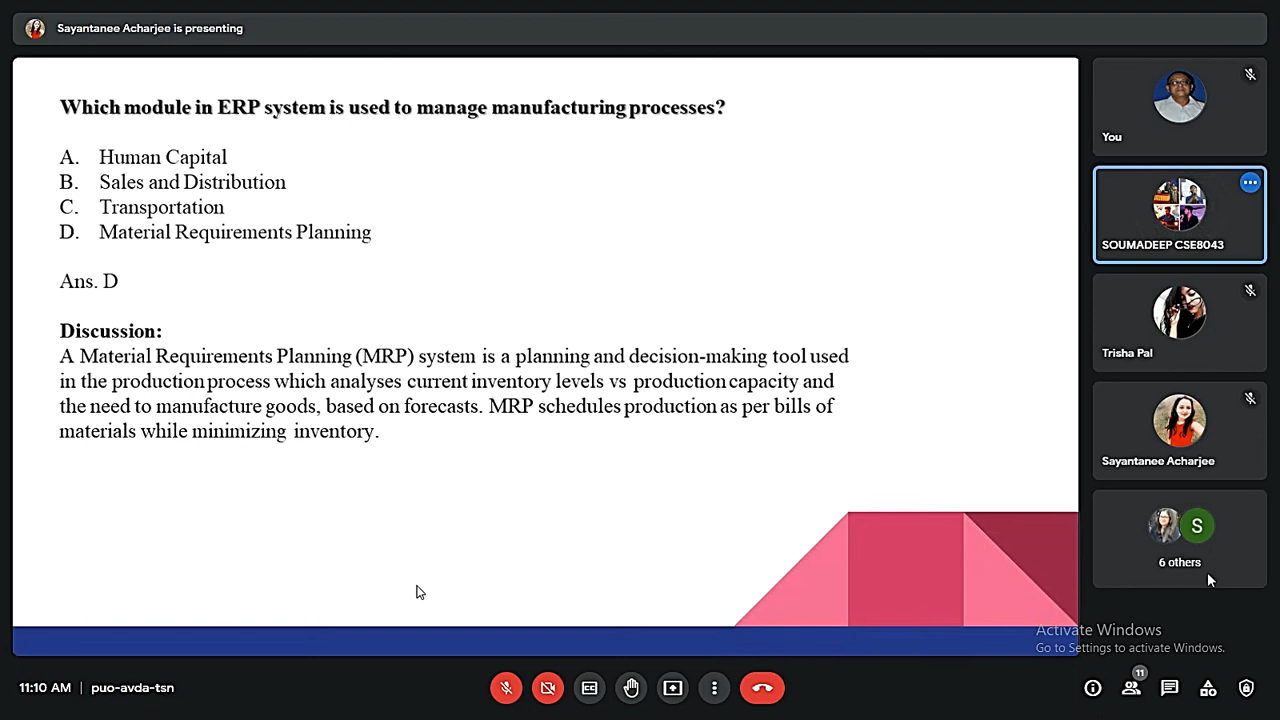 Sayantanee Acharjee is presenting
Which module in ERP system is used to manage manufacturing processes?
A. Human Capital
B. Sales and Distribution
C. Transportation
D. Material Requirements Planning
Ans. D
Discussion:
A Material Requirements Planning (MRP) system is a planning and decision-making tool used
in the production process which analyses current inventory levels vs production capacity and
the need to manufacture goods, based on forecasts. MRP schedules production as per bills of
materials while minimizing inventory.
You
SOUMADEEP CSE8043
Trisha Pal
Sayantanee Acharjee
S
6 others
Activate Windows
Go to Settings to activate Windows.
11:10 AM | puo-avda-tsn
11